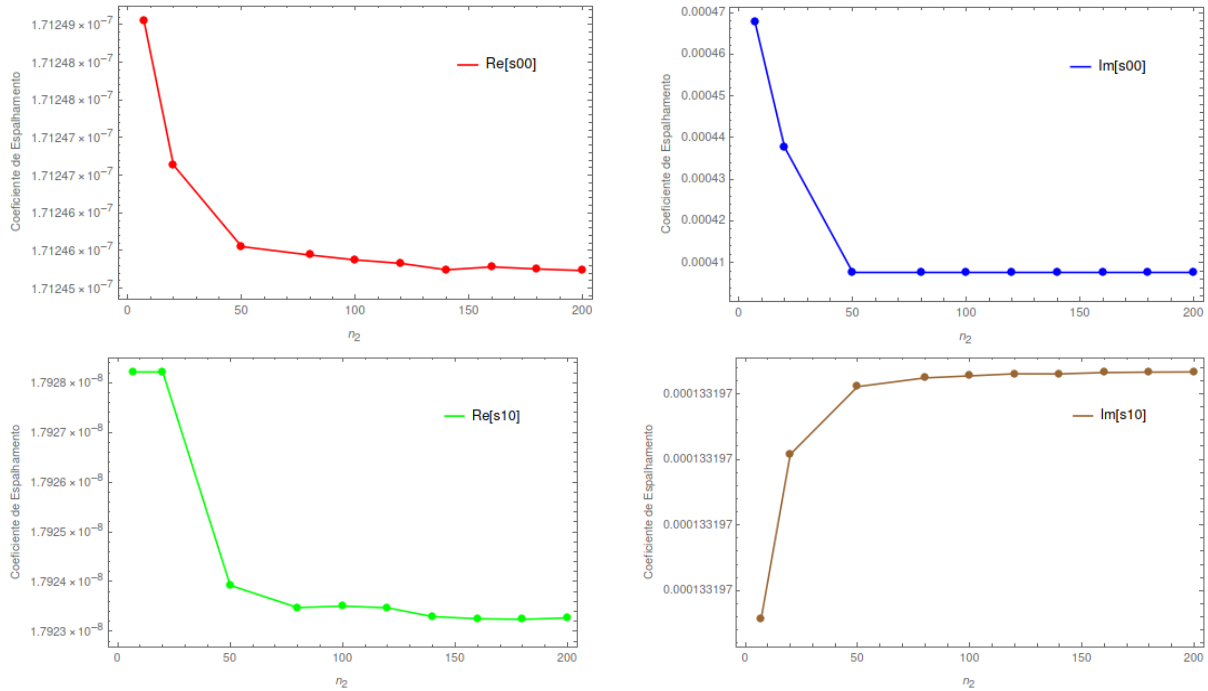 Coeficiente de Espalhamento
1.71249×10⁻⁷
1.71248×10⁻⁷
1.71248×10⁻⁷
1.71247×10⁻⁷
1.71247×10⁻⁷
1.71246×10⁻⁷
1.71246×10⁻⁷
1.71245×10⁻⁷
Re[s00]
0 50 100 150 200
n₂
Coeficiente de Espalhamento
0.00047
0.00046
0.00045
0.00044
0.00043
0.00042
0.00041
Im[s00]
0 50 100 150 200
n₂
Coeficiente de Espalhamento
1.7928×10⁻⁸
1.7927×10⁻⁸
1.7926×10⁻⁸
1.7925×10⁻⁸
1.7924×10⁻⁸
1.7923×10⁻⁸
Re[s10]
0 50 100 150 200
n₂
Coeficiente de Espalhamento
0.000133197
0.000133197
0.000133197
0.000133197
Im[s10]
0 50 100 150 200
n₂